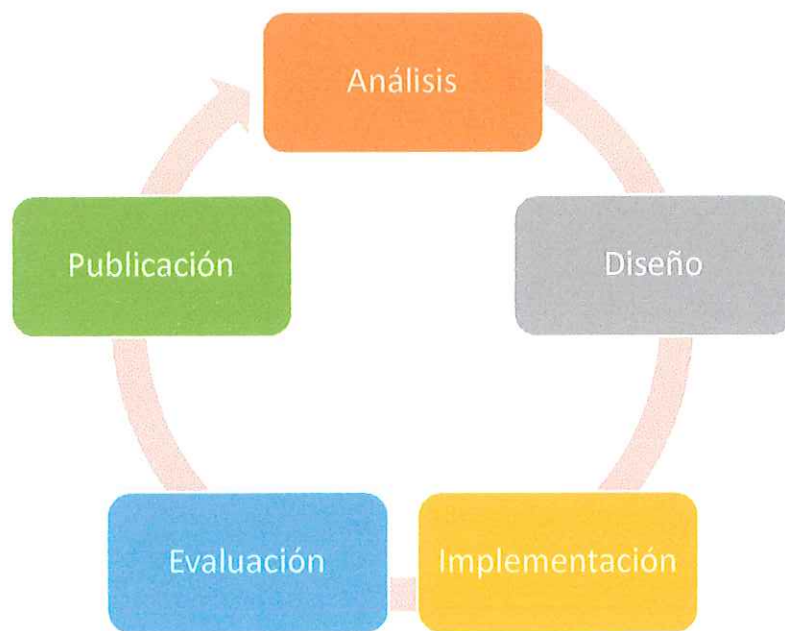 Análisis
Diseño
Implementación
Evaluación
Publicación